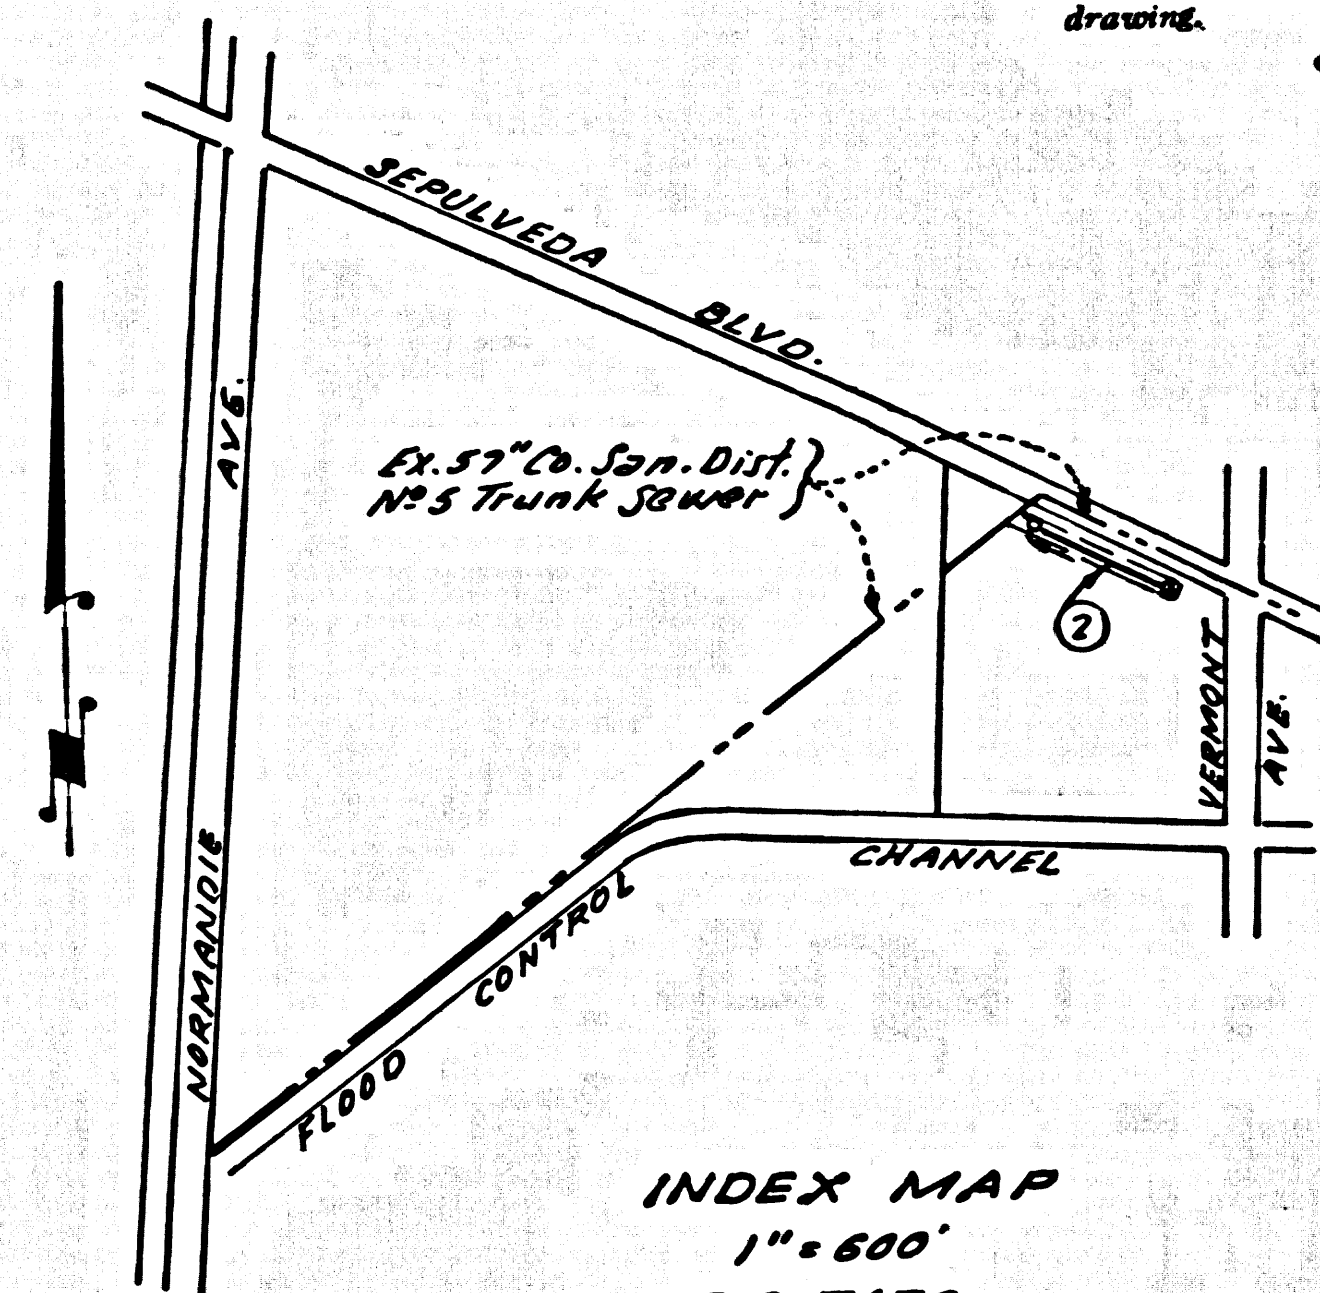 drawing.
SEPULVEDA BLVD.
AVE.
Ex. 57" Co. San. Dist.
Nº 5 Trunk Sewer
2
VERMONT
AVE.
CHANNEL
NORMANDIE
CONTROL
FLOOD
INDEX MAP
1" = 600'